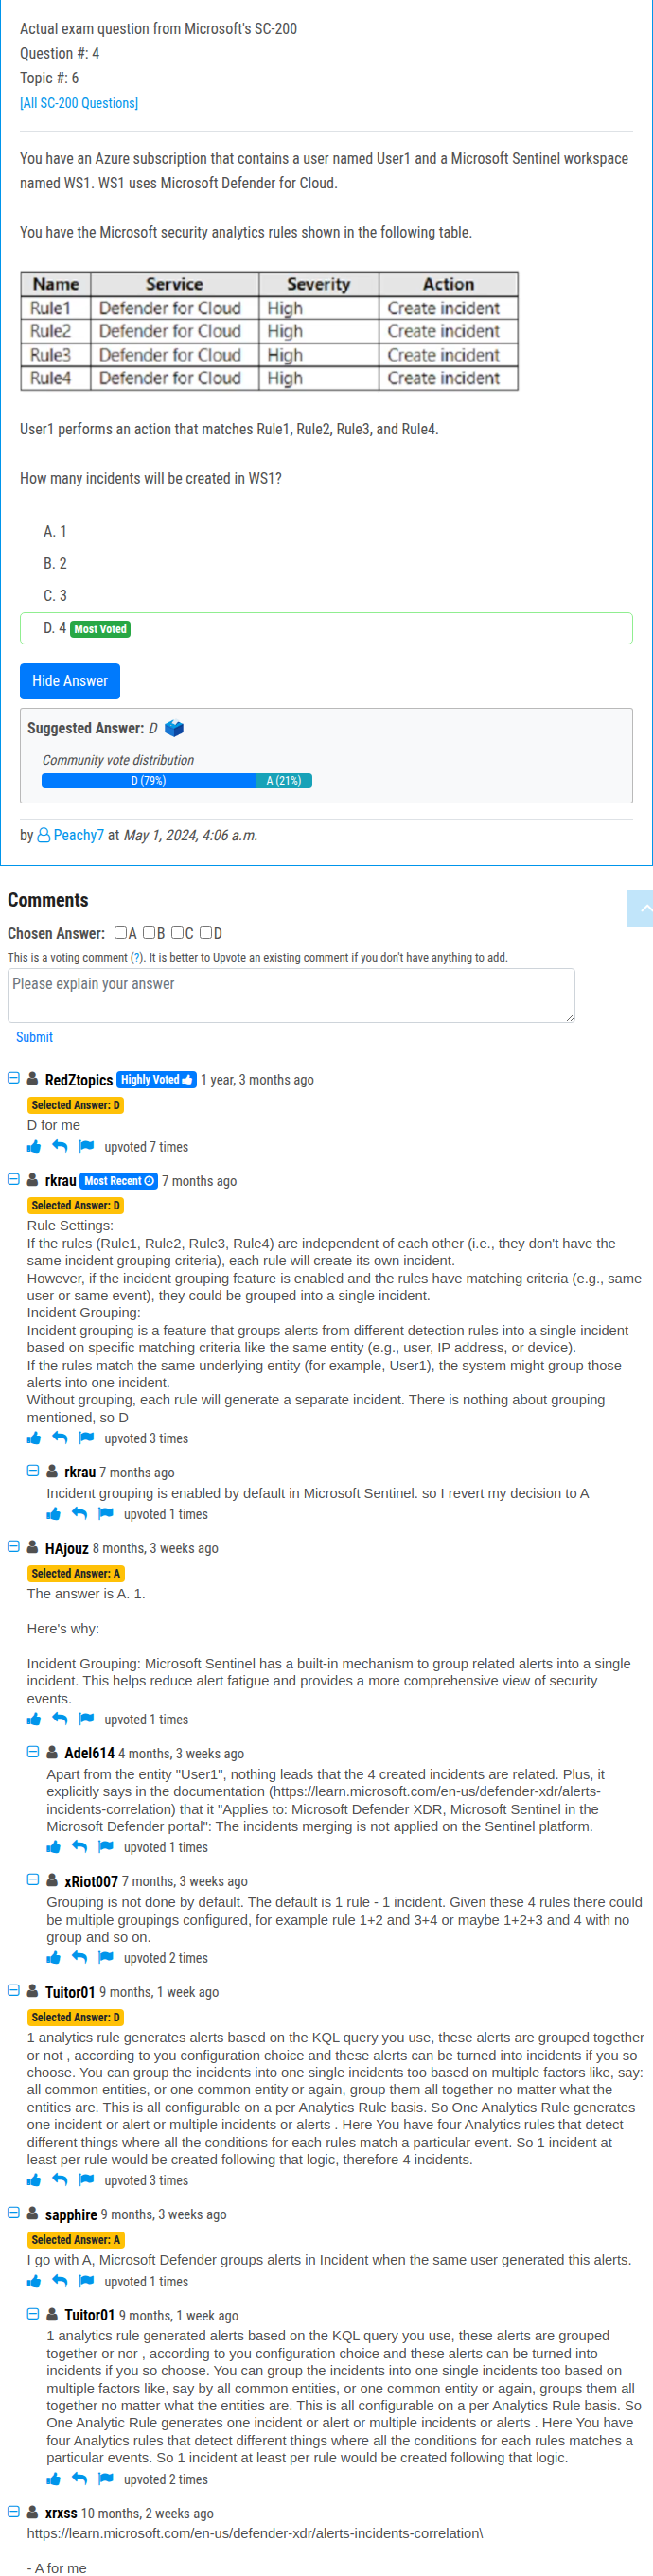 Actual exam question from Microsoft's SC-200
Question #: 4
Topic #: 6
[All SC-200 Questions]
You have an Azure subscription that contains a user named User1 and a Microsoft Sentinel workspace
named WS1. WS1 uses Microsoft Defender for Cloud.
You have the Microsoft security analytics rules shown in the following table.
Name Service Severity Action
Rule1 Defender for Cloud High Create incident
Rule2 Defender for Cloud High Create incident
Rule3 Defender for Cloud High Create incident
Rule4 Defender for Cloud High Create incident
User1 performs an action that matches Rule1, Rule2, Rule3, and Rule4.
How many incidents will be created in WS1?
A. 1
B. 2
C. 3
D. 4 Most Voted
Hide Answer
Suggested Answer: D
Community vote distribution
D (79%) A (21%)
by Peachy7 at May 1, 2024, 4:06 a.m.
Comments
Chosen Answer: A B C D
This is a voting comment (?). It is better to Upvote an existing comment if you don't have anything to add.
Please explain your answer
Submit
RedZtopics Highly Voted 1 year, 3 months ago
Selected Answer: D
D for me
upvoted 7 times
rkrau Most Recent 7 months ago
Selected Answer: D
Rule Settings:
If the rules (Rule1, Rule2, Rule3, Rule4) are independent of each other (i.e., they don't have the
same incident grouping criteria), each rule will create its own incident.
However, if the incident grouping feature is enabled and the rules have matching criteria (e.g., same
user or same event), they could be grouped into a single incident.
Incident Grouping:
Incident grouping is a feature that groups alerts from different detection rules into a single incident
based on specific matching criteria like the same entity (e.g., user, IP address, or device).
If the rules match the same underlying entity (for example, User1), the system might group those
alerts into one incident.
Without grouping, each rule will generate a separate incident. There is nothing about grouping
mentioned, so D
upvoted 3 times
rkrau 7 months ago
Incident grouping is enabled by default in Microsoft Sentinel. so I revert my decision to A
upvoted 1 times
HAjouz 8 months, 3 weeks ago
Selected Answer: A
The answer is A. 1.
Here's why:
Incident Grouping: Microsoft Sentinel has a built-in mechanism to group related alerts into a single
incident. This helps reduce alert fatigue and provides a more comprehensive view of security
events.
upvoted 1 times
Adel614 4 months, 3 weeks ago
Apart from the entity "User1", nothing leads that the 4 created incidents are related. Plus, it
explicitly says in the documentation (https://learn.microsoft.com/en-us/defender-xdr/alerts-
incidents-correlation) that it "Applies to: Microsoft Defender XDR, Microsoft Sentinel in the
Microsoft Defender portal": The incidents merging is not applied on the Sentinel platform.
upvoted 1 times
xRiot007 7 months, 3 weeks ago
Grouping is not done by default. The default is 1 rule - 1 incident. Given these 4 rules there could
be multiple groupings configured, for example rule 1+2 and 3+4 or maybe 1+2+3 and 4 with no
group and so on.
upvoted 2 times
Tuitor01 9 months, 1 week ago
Selected Answer: D
1 analytics rule generates alerts based on the KQL query you use, these alerts are grouped together
or not , according to you configuration choice and these alerts can be turned into incidents if you so
choose. You can group the incidents into one single incidents too based on multiple factors like, say:
all common entities, or one common entity or again, group them all together no matter what the
entities are. This is all configurable on a per Analytics Rule basis. So One Analytics Rule generates
one incident or alert or multiple incidents or alerts . Here You have four Analytics rules that detect
different things where all the conditions for each rules match a particular event. So 1 incident at
least per rule would be created following that logic, therefore 4 incidents.
upvoted 3 times
sapphire 9 months, 3 weeks ago
Selected Answer: A
I go with A, Microsoft Defender groups alerts in Incident when the same user generated this alerts.
upvoted 1 times
Tuitor01 9 months, 1 week ago
1 analytics rule generated alerts based on the KQL query you use, these alerts are grouped
together or nor , according to you configuration choice and these alerts can be turned into
incidents if you so choose. You can group the incidents into one single incidents too based on
multiple factors like, say by all common entities, or one common entity or again, groups them all
together no matter what the entities are. This is all configurable on a per Analytics Rule basis. So
One Analytic Rule generates one incident or alert or multiple incidents or alerts . Here You have
four Analytics rules that detect different things where all the conditions for each rules matches a
particular events. So 1 incident at least per rule would be created following that logic.
upvoted 2 times
xrxss 10 months, 2 weeks ago
https://learn.microsoft.com/en-us/defender-xdr/alerts-incidents-correlation\
- A for me